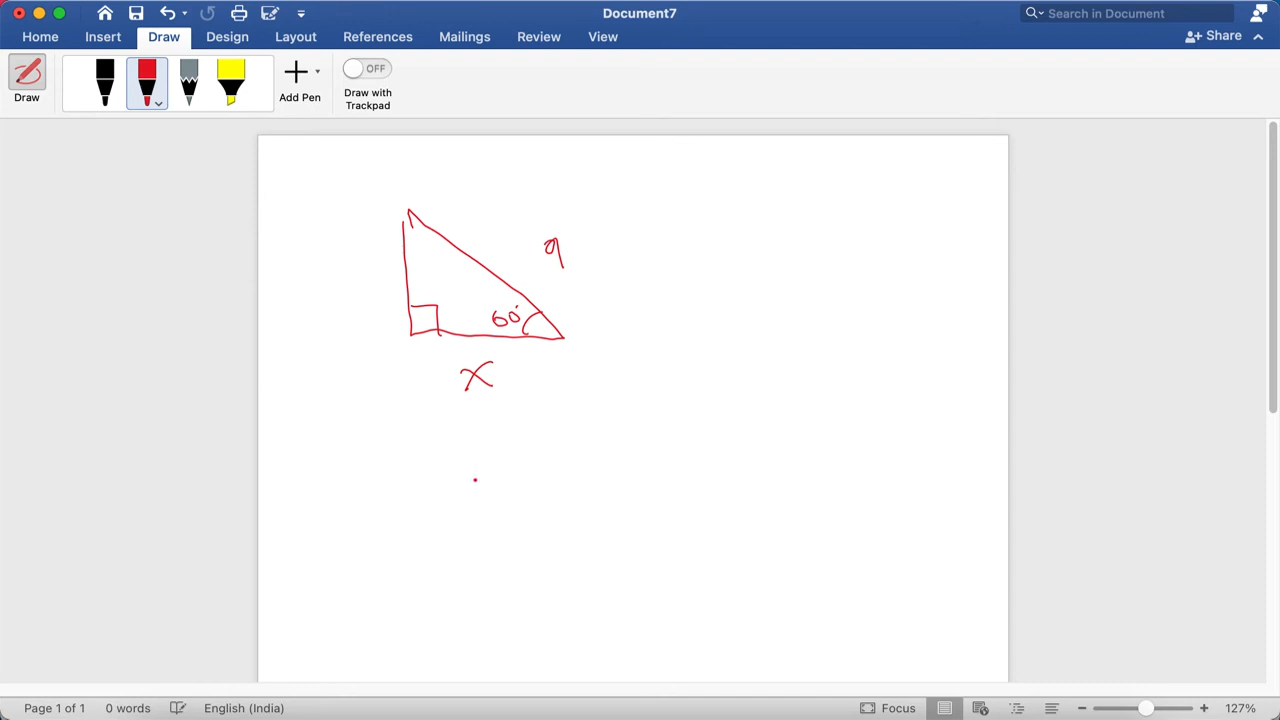 Document7
Search in Document
Home Insert Draw Design Layout References Mailings Review View
Share
OFF
Draw
Add Pen
Draw with
Trackpad
9
60°
x
Page 1 of 1 0 words English (India) Focus 127%